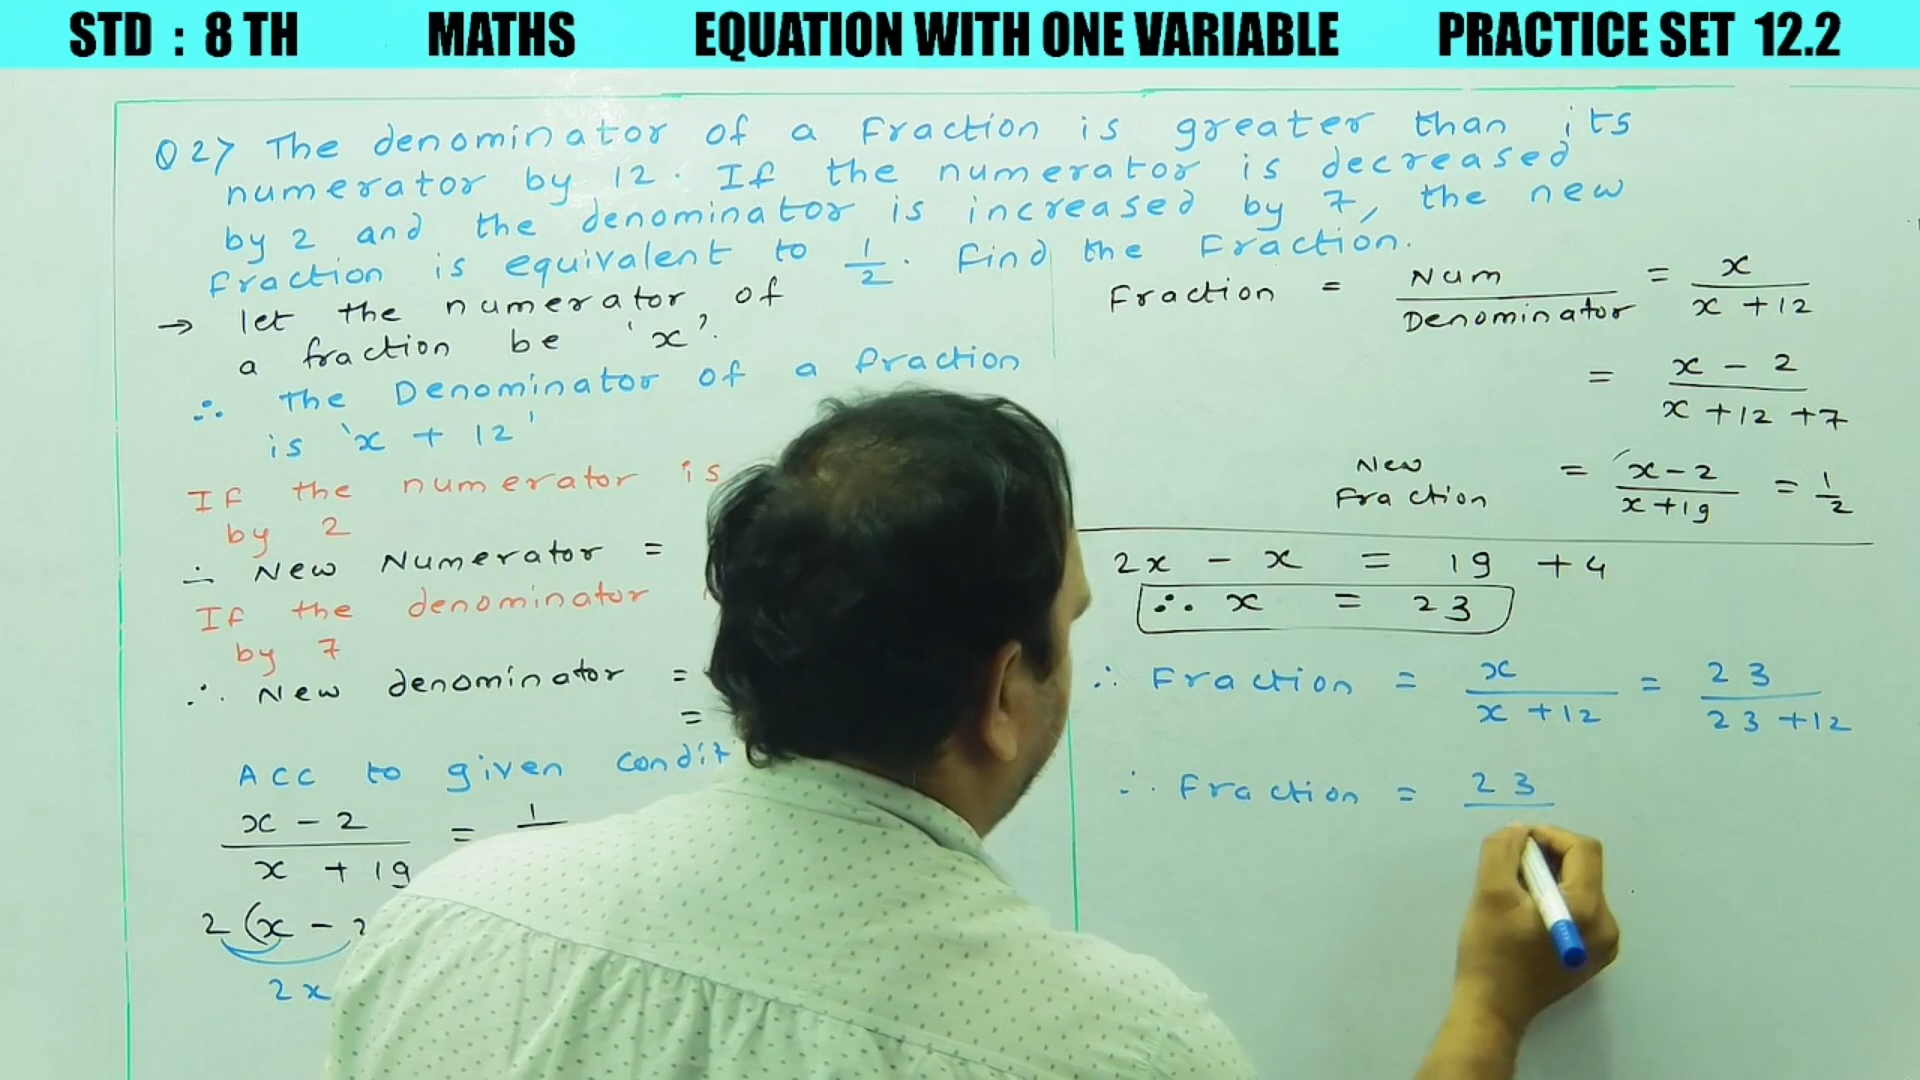 STD : 8 TH MATHS EQUATION WITH ONE VARIABLE PRACTICE SET 12.2
Q 2> The denominator of a Fraction is greater than its
numerator by 12. If the numerator is decreased
by 2 and the denominator is increased by 7, the new
fraction is equivalent to 1/2. Find the Fraction.
→ let the numerator of
a fraction be 'x'.
∴ The Denominator of a fraction
is 'x + 12'
If the numerator is
by 2
∴ New Numerator =
If the denominator
by 7
∴ New denominator =
=
Acc to given condit
x - 2 / x + 19 = 1
2 (x - 2
2x
Fraction = Num / Denominator = x / x + 12
= x - 2 / x + 12 + 7
New Fraction = x - 2 / x + 19 = 1/2
2x - x = 19 + 4
∴ x = 23
∴ Fraction = x / x + 12 = 23 / 23 + 12
∴ Fraction = 23